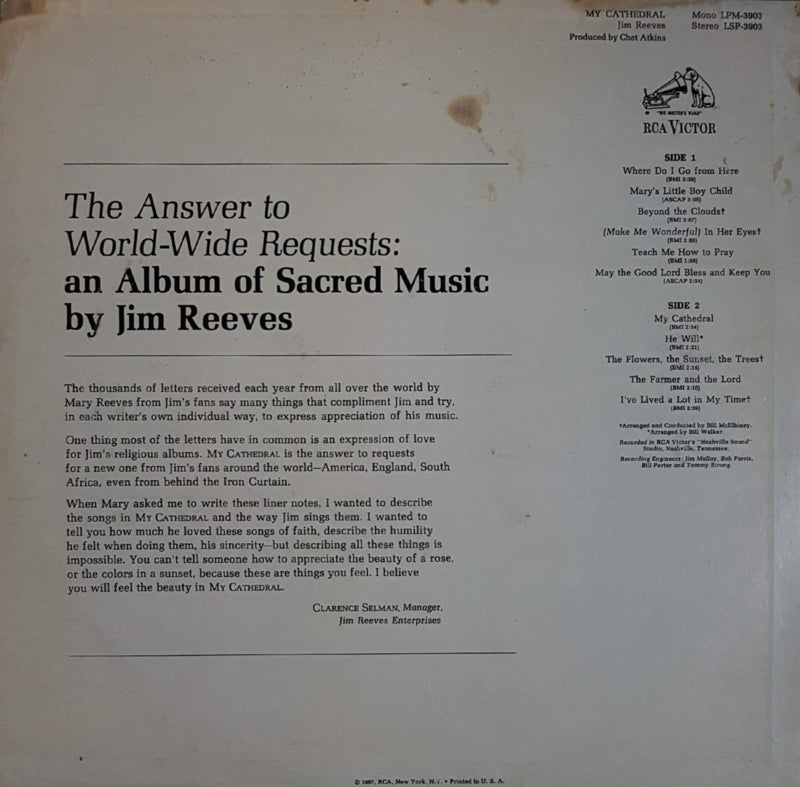 MY CATHEDRAL Mono LPM-3903
Jim Reeves Stereo LSP-3903
Produced by Chet Atkins
"HIS MASTER'S VOICE"
RCA VICTOR
The Answer to
World-Wide Requests:
an Album of Sacred Music
by Jim Reeves
The thousands of letters received each year from all over the world by
Mary Reeves from Jim's fans say many things that compliment Jim and try,
in each writer's own individual way, to express appreciation of his music.
One thing most of the letters have in common is an expression of love
for Jim's religious albums. MY CATHEDRAL is the answer to requests
for a new one from Jim's fans around the world—America, England, South
Africa, even from behind the Iron Curtain.
When Mary asked me to write these liner notes, I wanted to describe
the songs in MY CATHEDRAL and the way Jim sings them. I wanted to
tell you how much he loved these songs of faith, describe the humility
he felt when doing them, his sincerity—but describing all these things is
impossible. You can't tell someone how to appreciate the beauty of a rose,
or the colors in a sunset, because these are things you feel. I believe
you will feel the beauty in MY CATHEDRAL.
CLARENCE SELMAN, Manager,
Jim Reeves Enterprises
SIDE 1
Where Do I Go from Here
(BMI
Mary's Little Boy Child
(ASCAP
Beyond the Clouds†
(BMI
(Make Me Wonderful) In Her Eyes†
(BMI
Teach Me How to Pray
(BMI
May the Good Lord Bless and Keep You
(ASCAP
SIDE 2
My Cathedral
(BMI
He Will*
(BMI
The Flowers, the Sunset, the Trees†
(BMI
The Farmer and the Lord
(BMI
I've Lived a Lot in My Time†
(BMI
†Arranged and Conducted by Bill McElhiney.
*Arranged by Bill Walker.
Recorded in RCA Victor's "Nashville Sound"
Studio, Nashville, Tennessee.
Recording Engineers: Jim Malloy, Bob Farris,
Bill Porter and Tommy Strong.
2
© 1967, RCA, New York, N.Y. • Printed in U. S. A.